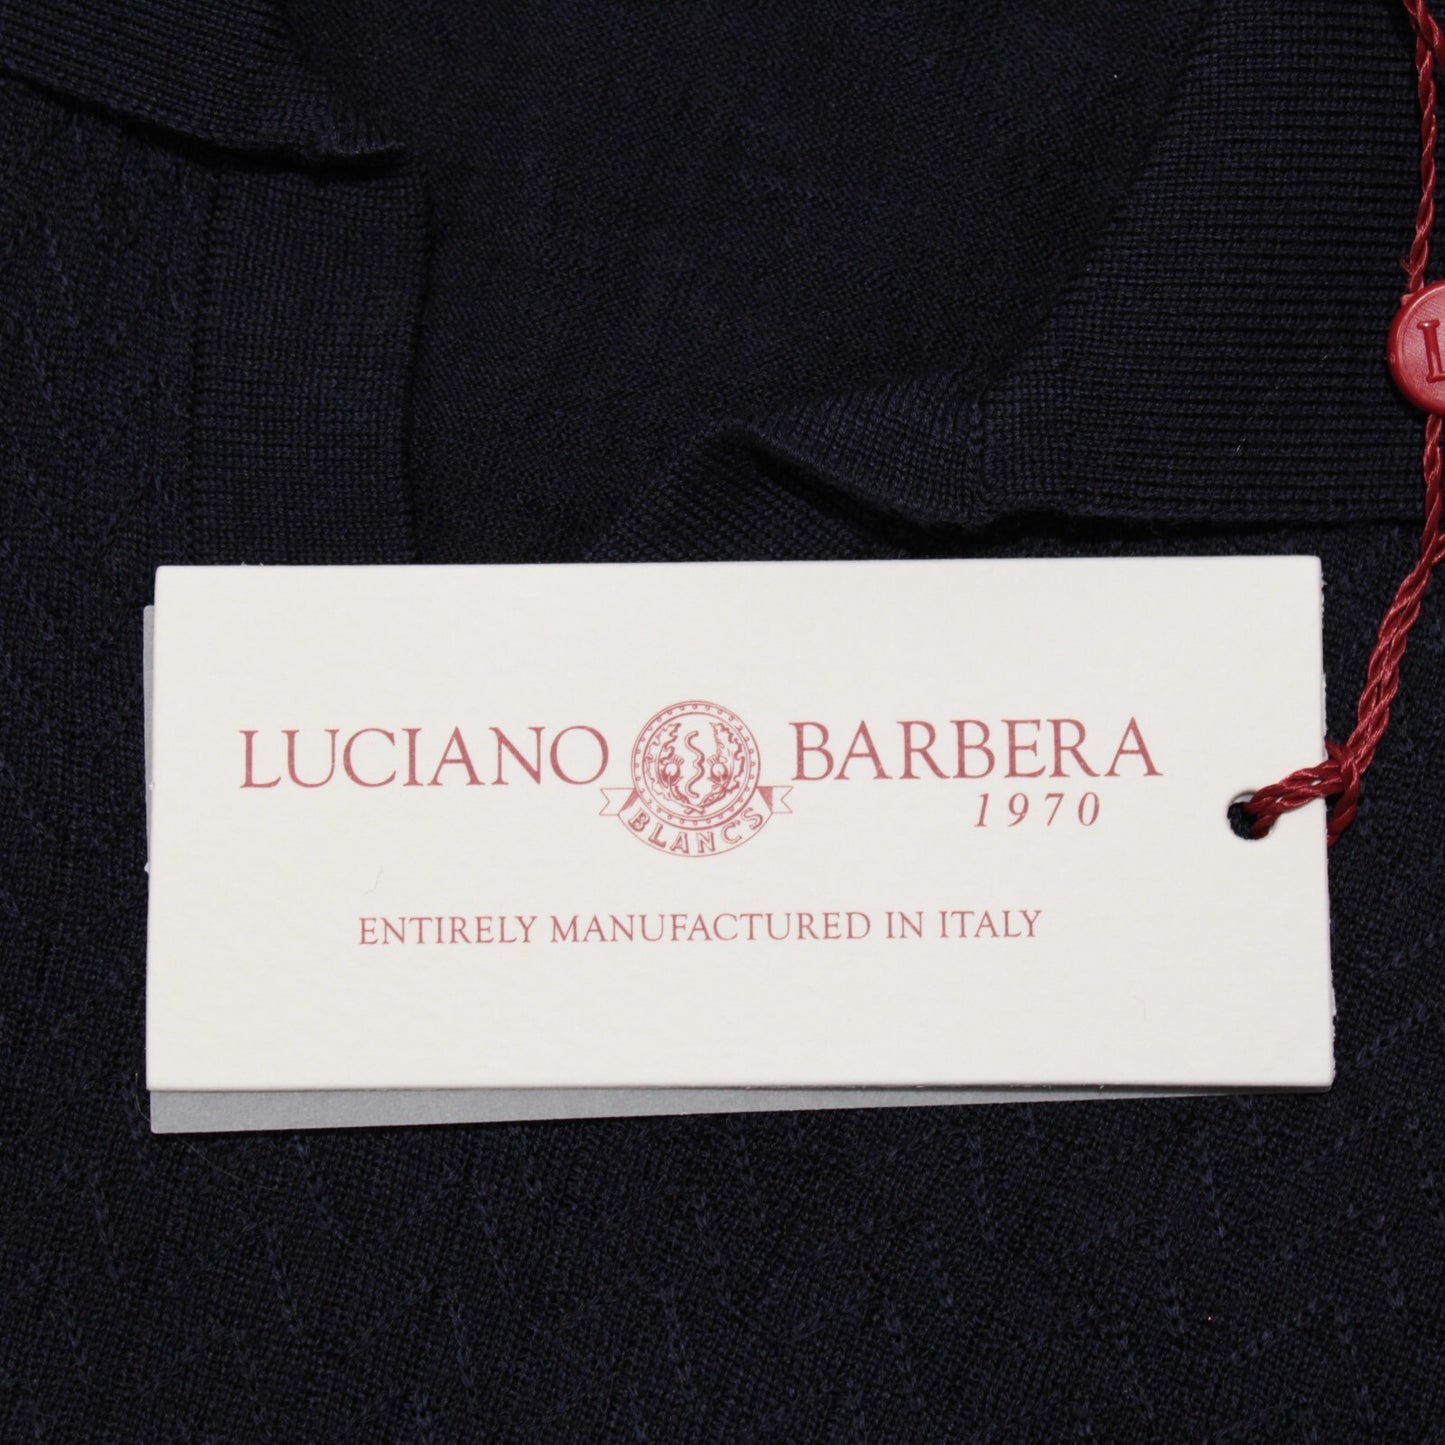 LUCIANO BARBERA
1970
BLANC'S
ENTIRELY MANUFACTURED IN ITALY
L